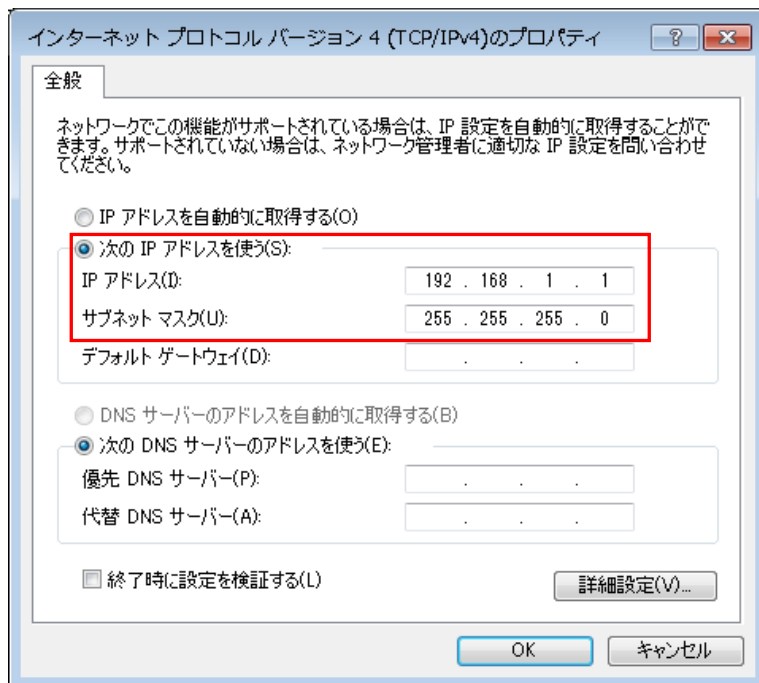 インターネット プロトコル バージョン 4 (TCP/IPv4)のプロパティ
全般
ネットワークでこの機能がサポートされている場合は、IP 設定を自動的に取得することがで
きます。サポートされていない場合は、ネットワーク管理者に適切な IP 設定を問い合わせ
てください。
IP アドレスを自動的に取得する(O)
次の IP アドレスを使う(S):
IP アドレス(I): 192 . 168 . 1 . 1
サブネット マスク(U): 255 . 255 . 255 . 0
デフォルト ゲートウェイ(D): . . .
DNS サーバーのアドレスを自動的に取得する(B)
次の DNS サーバーのアドレスを使う(E):
優先 DNS サーバー(P): . . .
代替 DNS サーバー(A): . . .
終了時に設定を検証する(L)
詳細設定(V)...
OK キャンセル